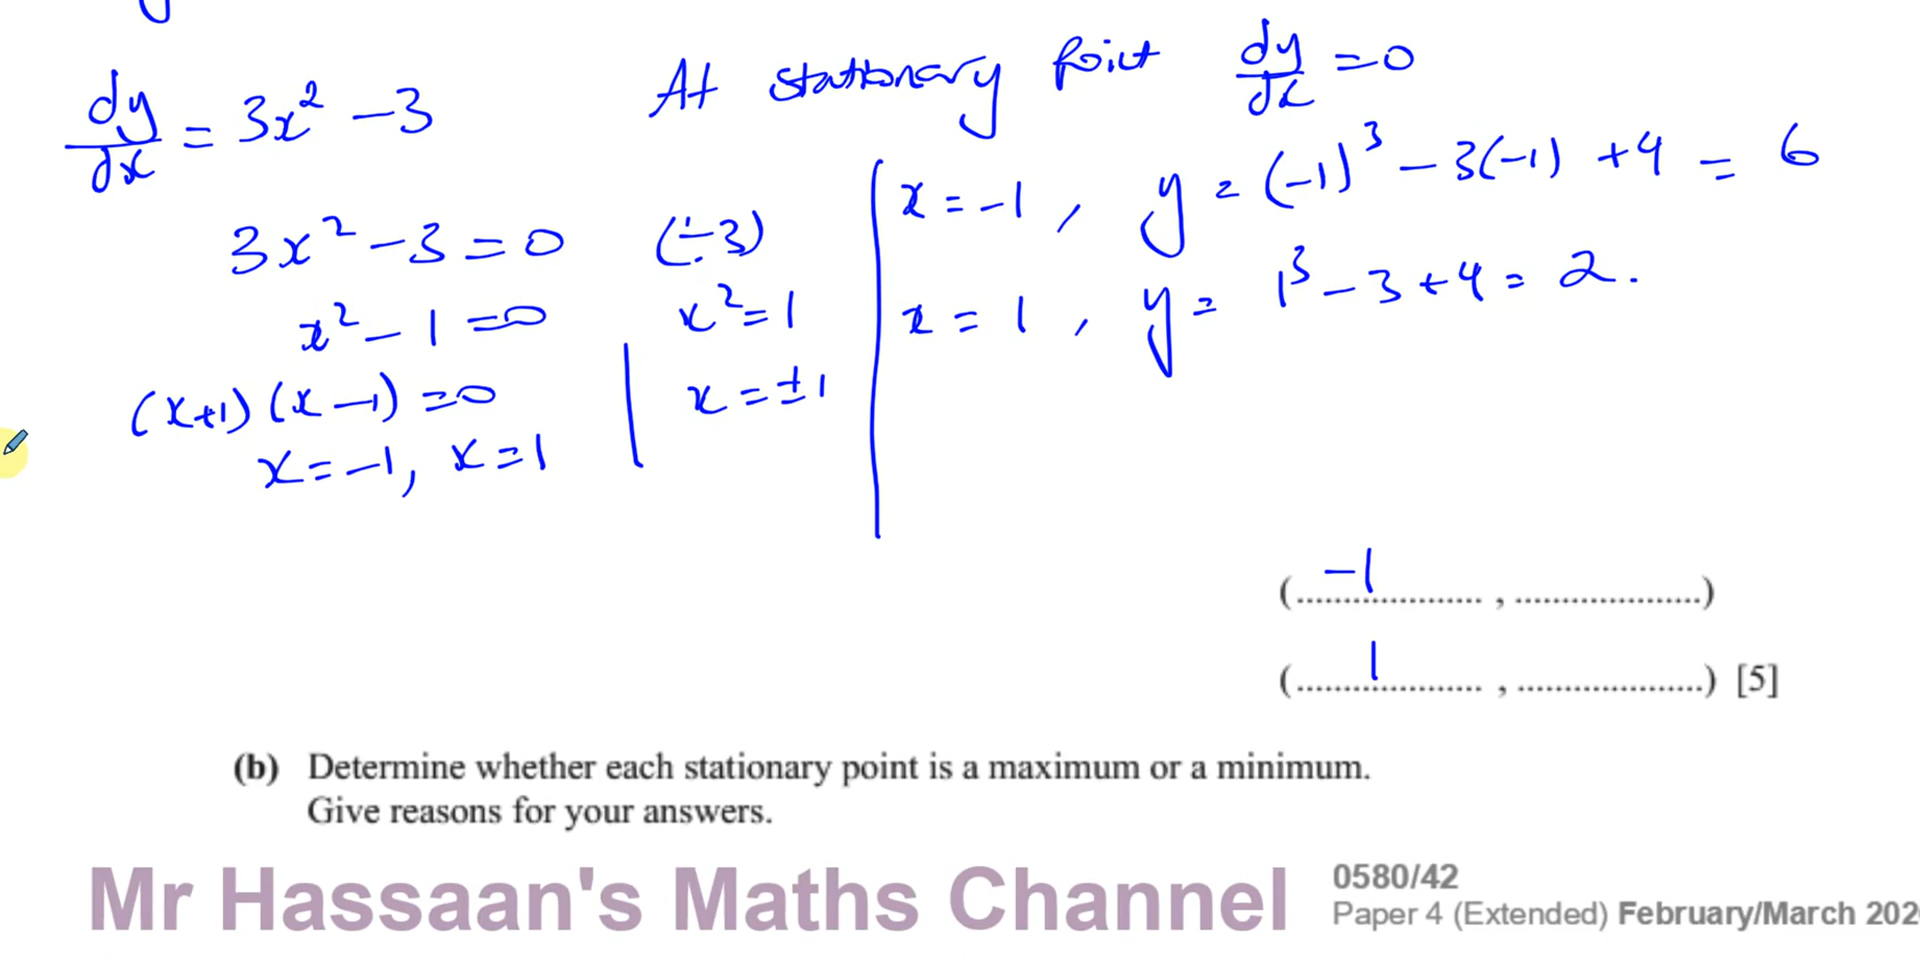 dy/dx = 3x² - 3
At stationary point dy/dx = 0
3x² - 3 = 0 (÷3)
x² - 1 = 0
(x+1)(x-1) = 0
x = -1, x = 1
x² = 1
x = ±1
x = -1, y = (-1)³ - 3(-1) + 4 = 6
x = 1, y = 1³ - 3 + 4 = 2.
(..... -1 ..... , ....................)
(..... 1 ..... , ....................) [5]
(b) Determine whether each stationary point is a maximum or a minimum.
Give reasons for your answers.
Mr Hassaan's Maths Channel
0580/42
Paper 4 (Extended) February/March 202